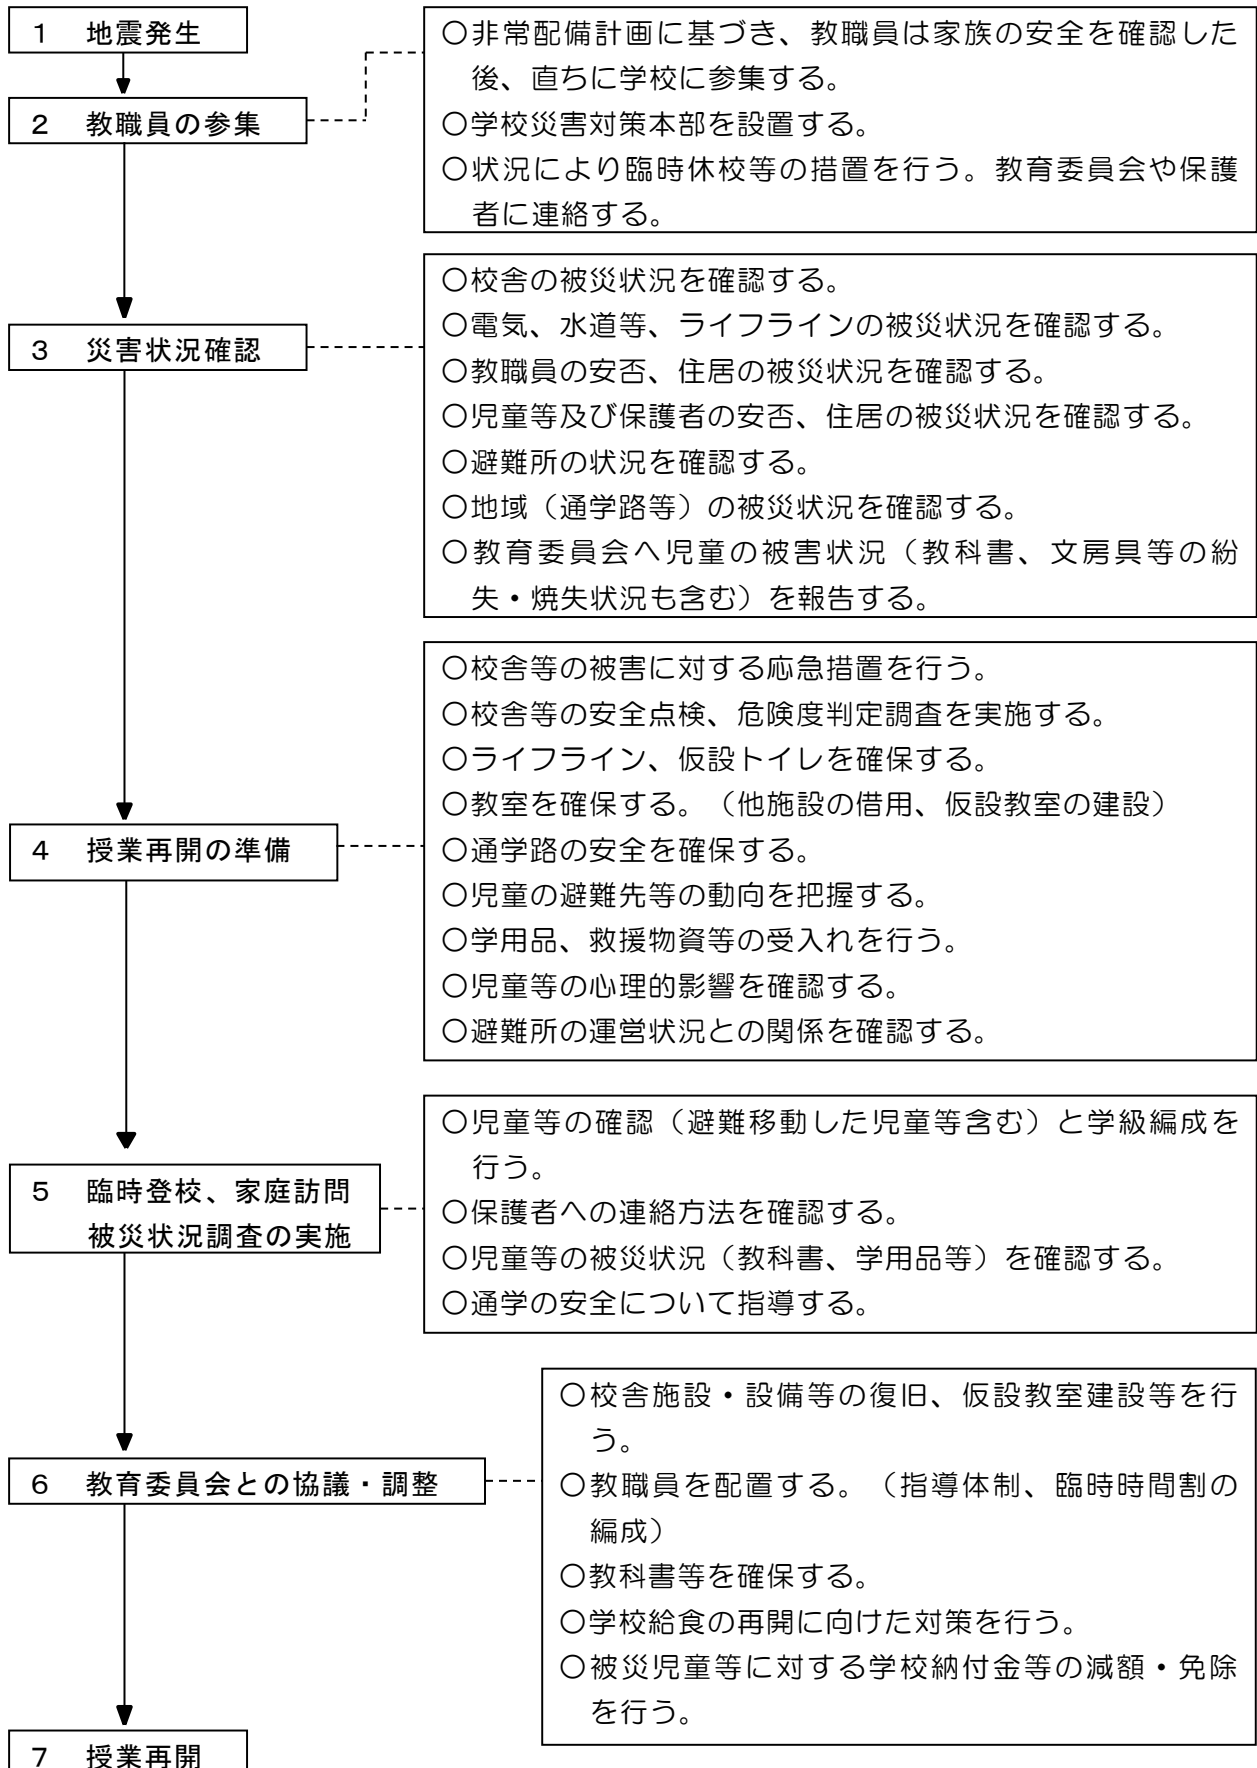 1　地震発生
○非常配備計画に基づき、教職員は家族の安全を確認した
後、直ちに学校に参集する。
○学校災害対策本部を設置する。
○状況により臨時休校等の措置を行う。教育委員会や保護
者に連絡する。
2　教職員の参集
○校舎の被災状況を確認する。
○電気、水道等、ライフラインの被災状況を確認する。
○教職員の安否、住居の被災状況を確認する。
○児童等及び保護者の安否、住居の被災状況を確認する。
○避難所の状況を確認する。
○地域（通学路等）の被災状況を確認する。
○教育委員会へ児童の被害状況（教科書、文房具等の紛
失・焼失状況も含む）を報告する。
3　災害状況確認
○校舎等の被害に対する応急措置を行う。
○校舎等の安全点検、危険度判定調査を実施する。
○ライフライン、仮設トイレを確保する。
○教室を確保する。（他施設の借用、仮設教室の建設）
○通学路の安全を確保する。
○児童の避難先等の動向を把握する。
○学用品、救援物資等の受入れを行う。
○児童等の心理的影響を確認する。
○避難所の運営状況との関係を確認する。
4　授業再開の準備
○児童等の確認（避難移動した児童等含む）と学級編成を
行う。
○保護者への連絡方法を確認する。
○児童等の被災状況（教科書、学用品等）を確認する。
○通学の安全について指導する。
5　臨時登校、家庭訪問
被災状況調査の実施
○校舎施設・設備等の復旧、仮設教室建設等を行
う。
○教職員を配置する。（指導体制、臨時時間割の
編成）
○教科書等を確保する。
○学校給食の再開に向けた対策を行う。
○被災児童等に対する学校納付金等の減額・免除
を行う。
6　教育委員会との協議・調整
7　授業再開